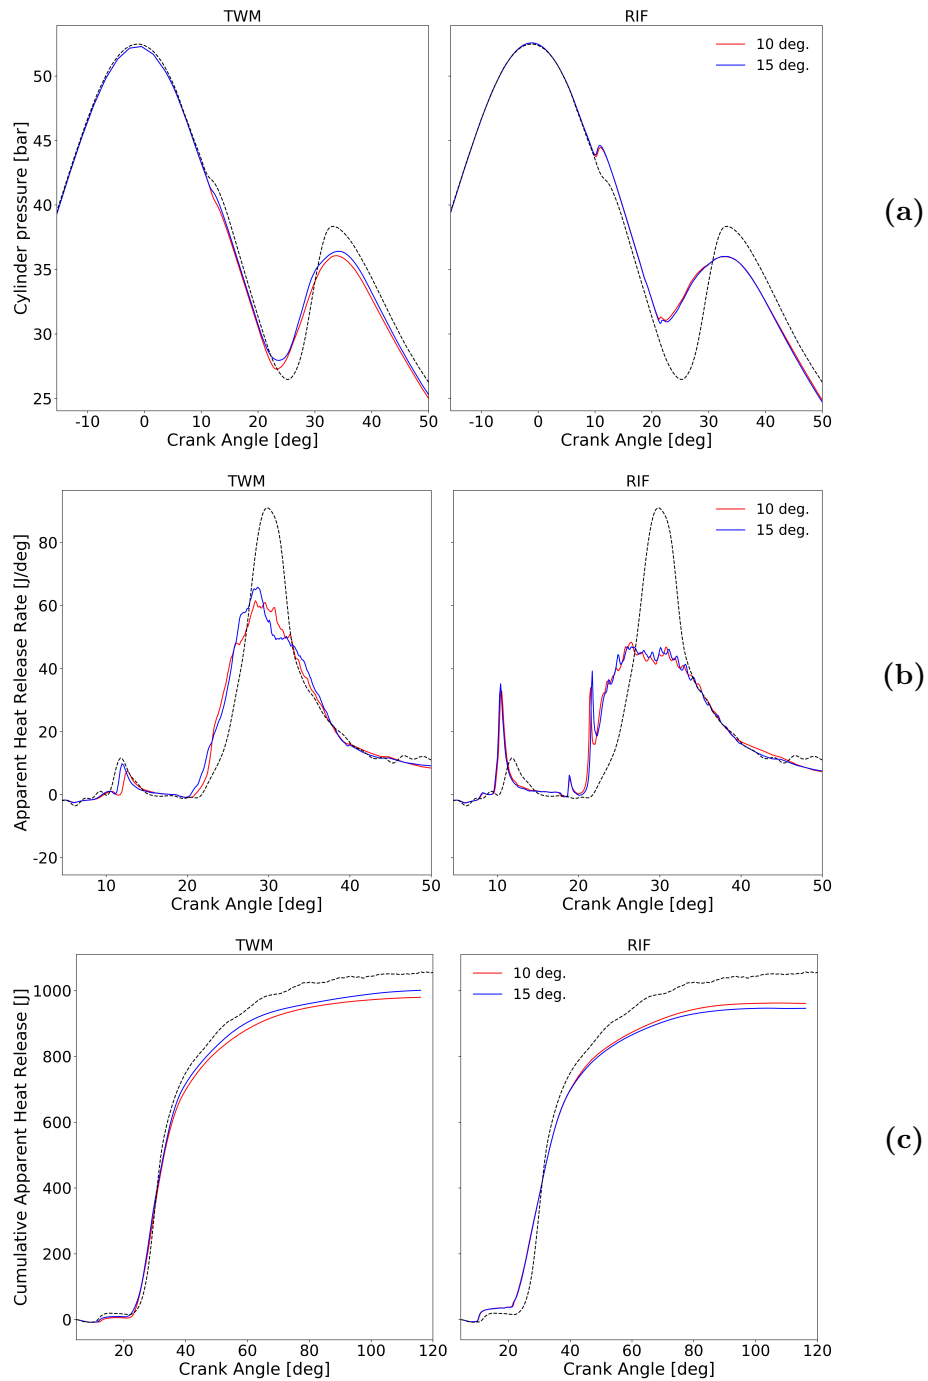 TWM RIF
Cylinder pressure [bar]
50
45
40
35
30
25
10 deg.
15 deg.
(a)
-10 0 10 20 30 40 50 -10 0 10 20 30 40 50
Crank Angle [deg] Crank Angle [deg]
TWM RIF
Apparent Heat Release Rate [J/deg]
80
60
40
20
0
-20
10 deg.
15 deg.
(b)
10 20 30 40 50 10 20 30 40 50
Crank Angle [deg] Crank Angle [deg]
TWM RIF
Cumulative Apparent Heat Release [J]
1000
800
600
400
200
0
10 deg.
15 deg.
(c)
20 40 60 80 100 120 20 40 60 80 100 120
Crank Angle [deg] Crank Angle [deg]